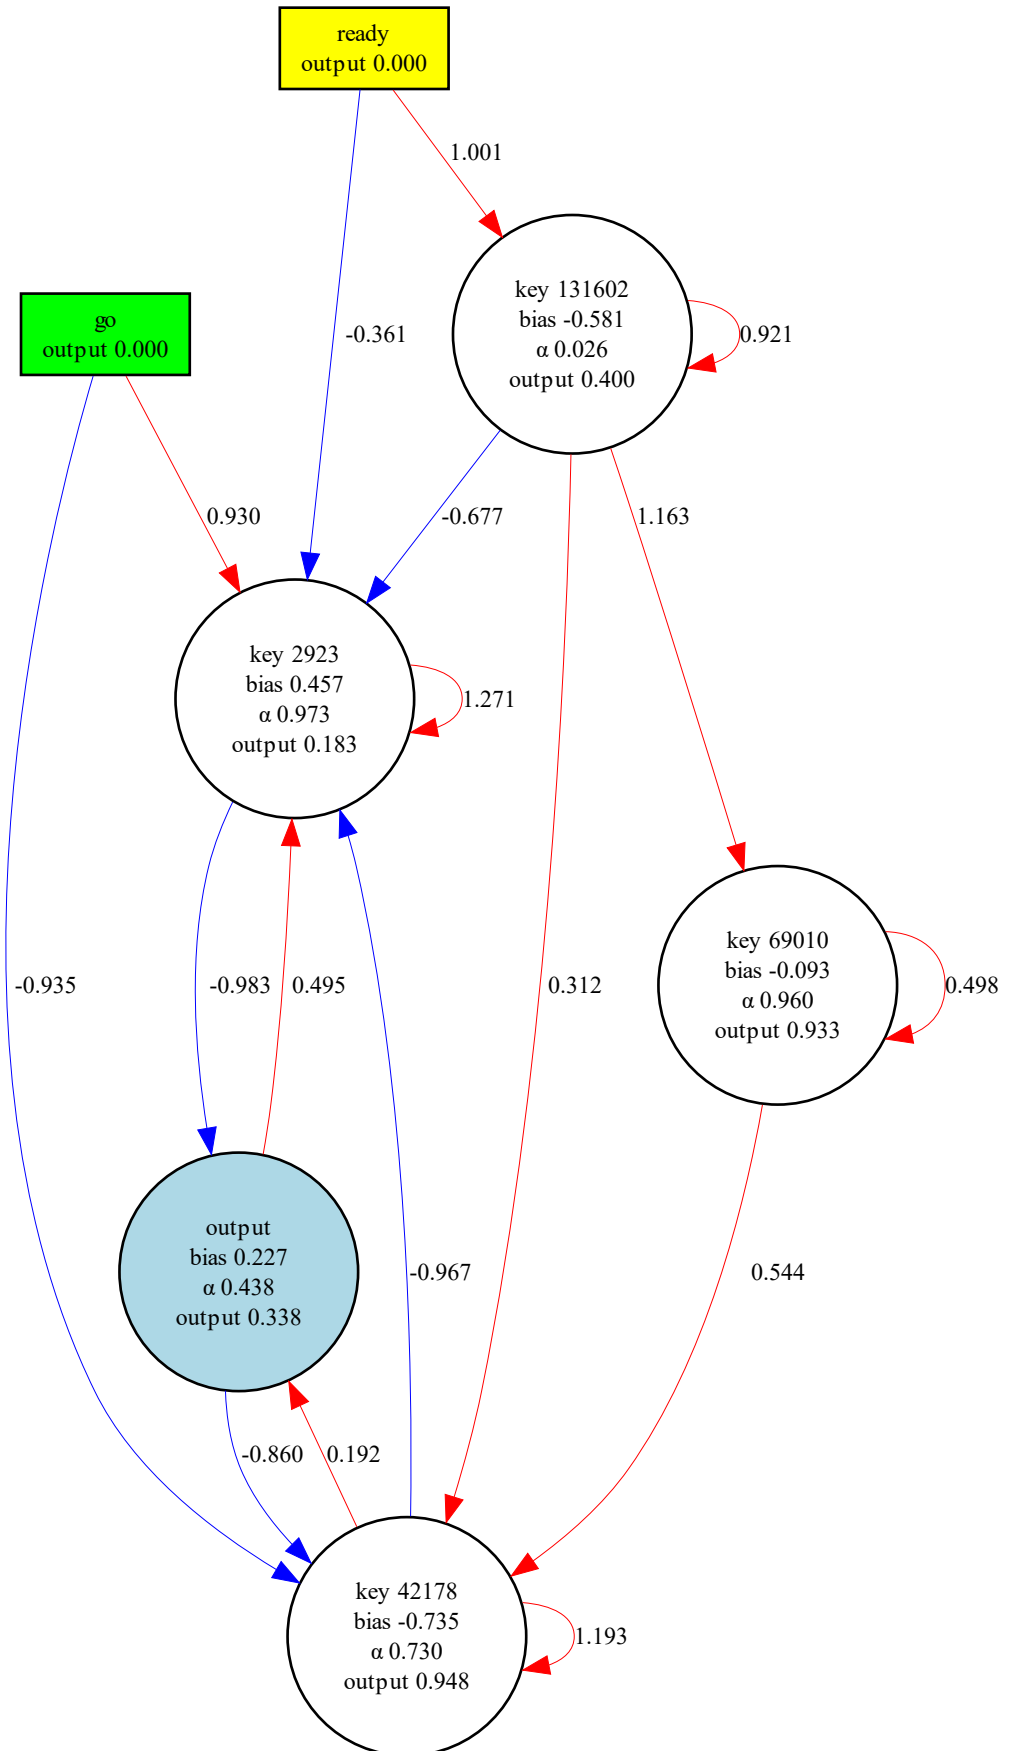 ready
output 0.000
1.001
go
output 0.000
key 131602
bias -0.581
α 0.026
output 0.400
0.921
-0.361
0.930
-0.677
1.163
key 2923
bias 0.457
α 0.973
output 0.183
1.271
key 69010
bias -0.093
α 0.960
output 0.933
-0.935
-0.983
0.495
0.312
0.498
output
bias 0.227
α 0.438
output 0.338
-0.967
0.544
-0.860
0.192
key 42178
bias -0.735
α 0.730
output 0.948
1.193